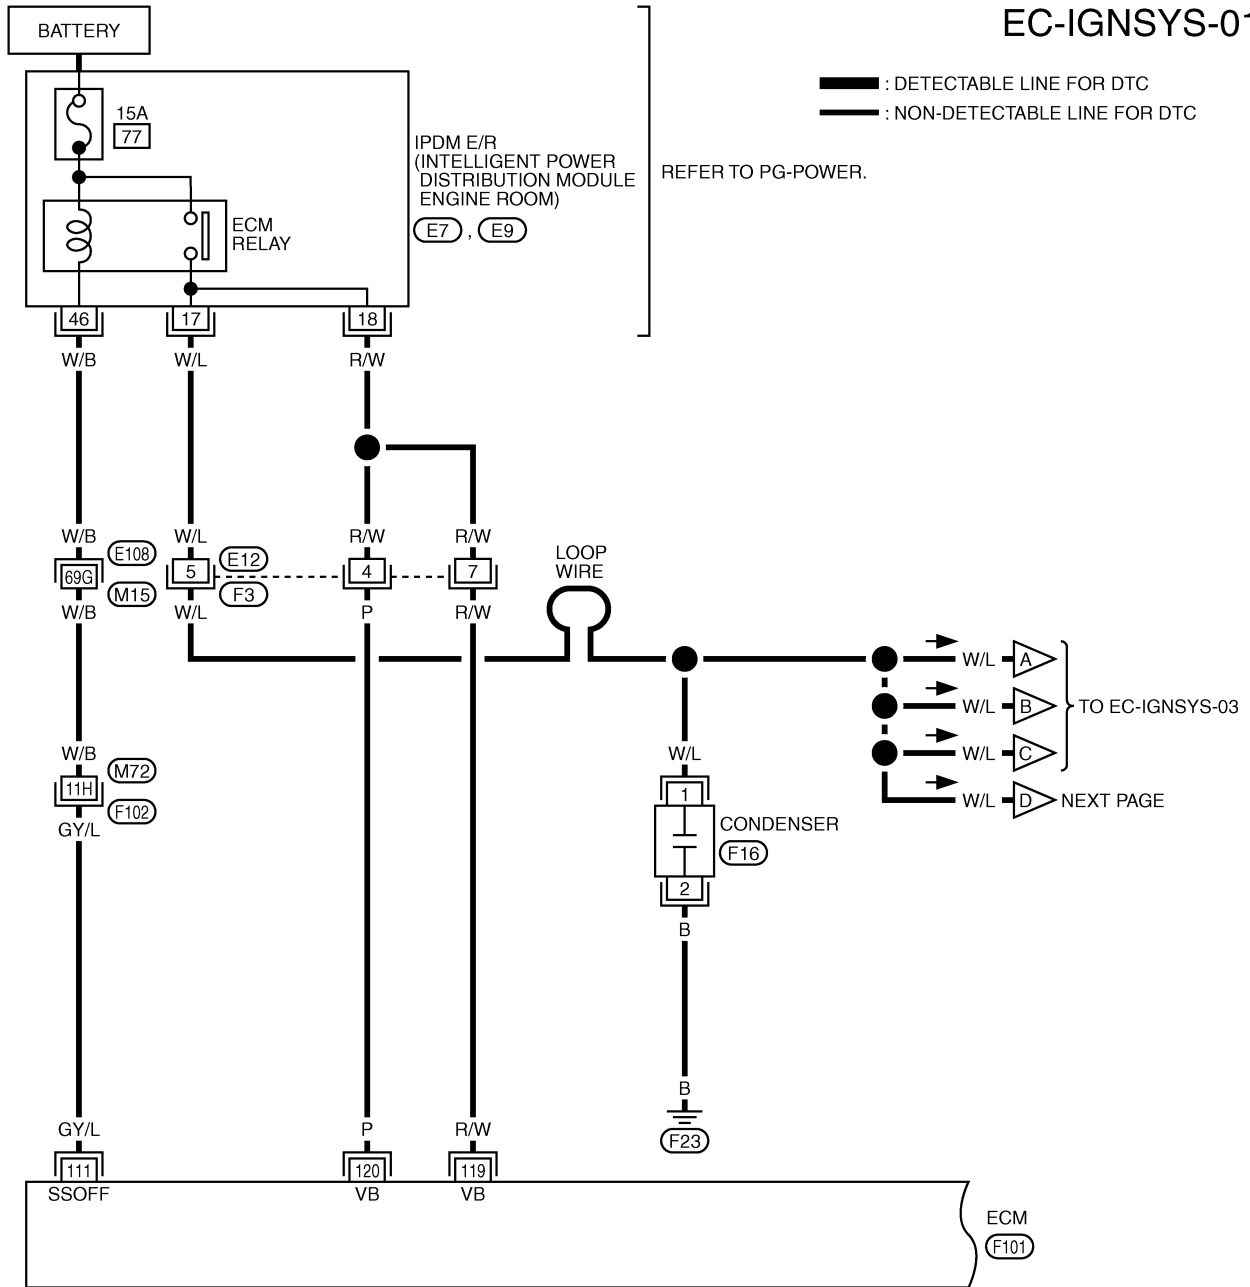 EC-IGNSYS-01
BATTERY
: DETECTABLE LINE FOR DTC
: NON-DETECTABLE LINE FOR DTC
15A
77
IPDM E/R
(INTELLIGENT POWER
DISTRIBUTION MODULE
ENGINE ROOM)
E7 , E9
REFER TO PG-POWER.
ECM
RELAY
46 17 18
W/B W/L R/W
W/B W/L R/W R/W
E108 E12
69G 5 4 7
M15 F3
W/B W/L P R/W
LOOP
WIRE
W/L A
W/L B
TO EC-IGNSYS-03
W/L C
W/L D NEXT PAGE
W/B
M72
11H
F102
GY/L
W/L
1
CONDENSER
F16
2
B
B
F23
GY/L P R/W
111 120 119
SSOFF VB VB
ECM
F101